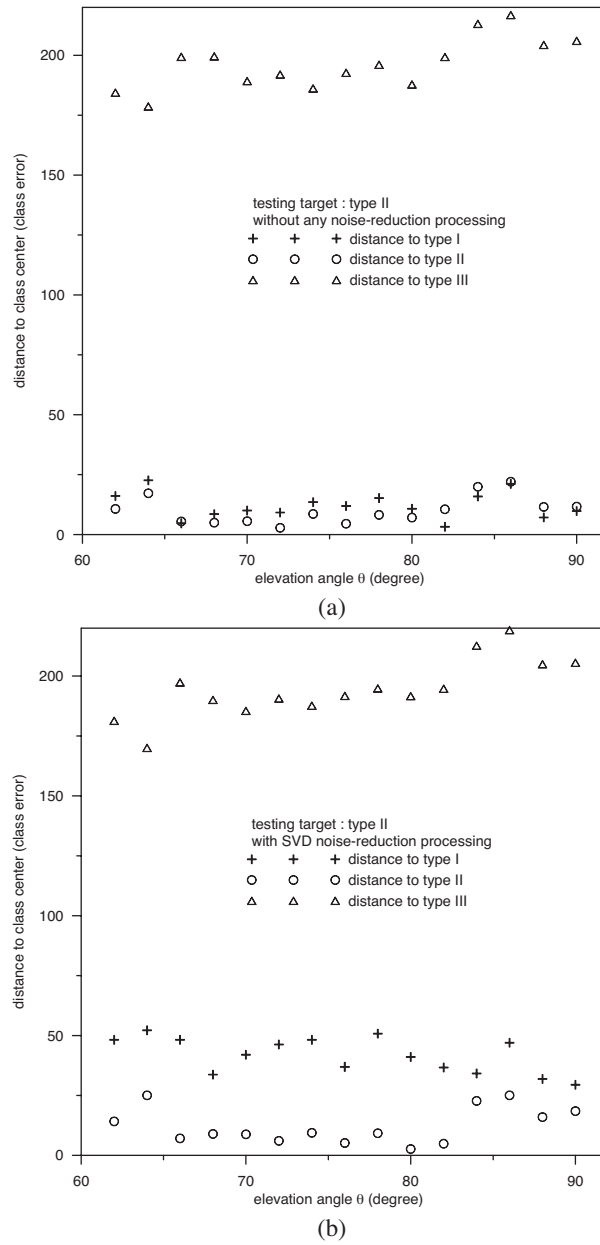 200
150
100
50
0
distance to class center (class error)
testing target : type II
without any noise-reduction processing
distance to type I
distance to type II
distance to type III
60 70 80 90
elevation angle θ (degree)
(a)
200
150
100
50
0
distance to class center (class error)
testing target : type II
with SVD noise-reduction processing
distance to type I
distance to type II
distance to type III
60 70 80 90
elevation angle θ (degree)
(b)